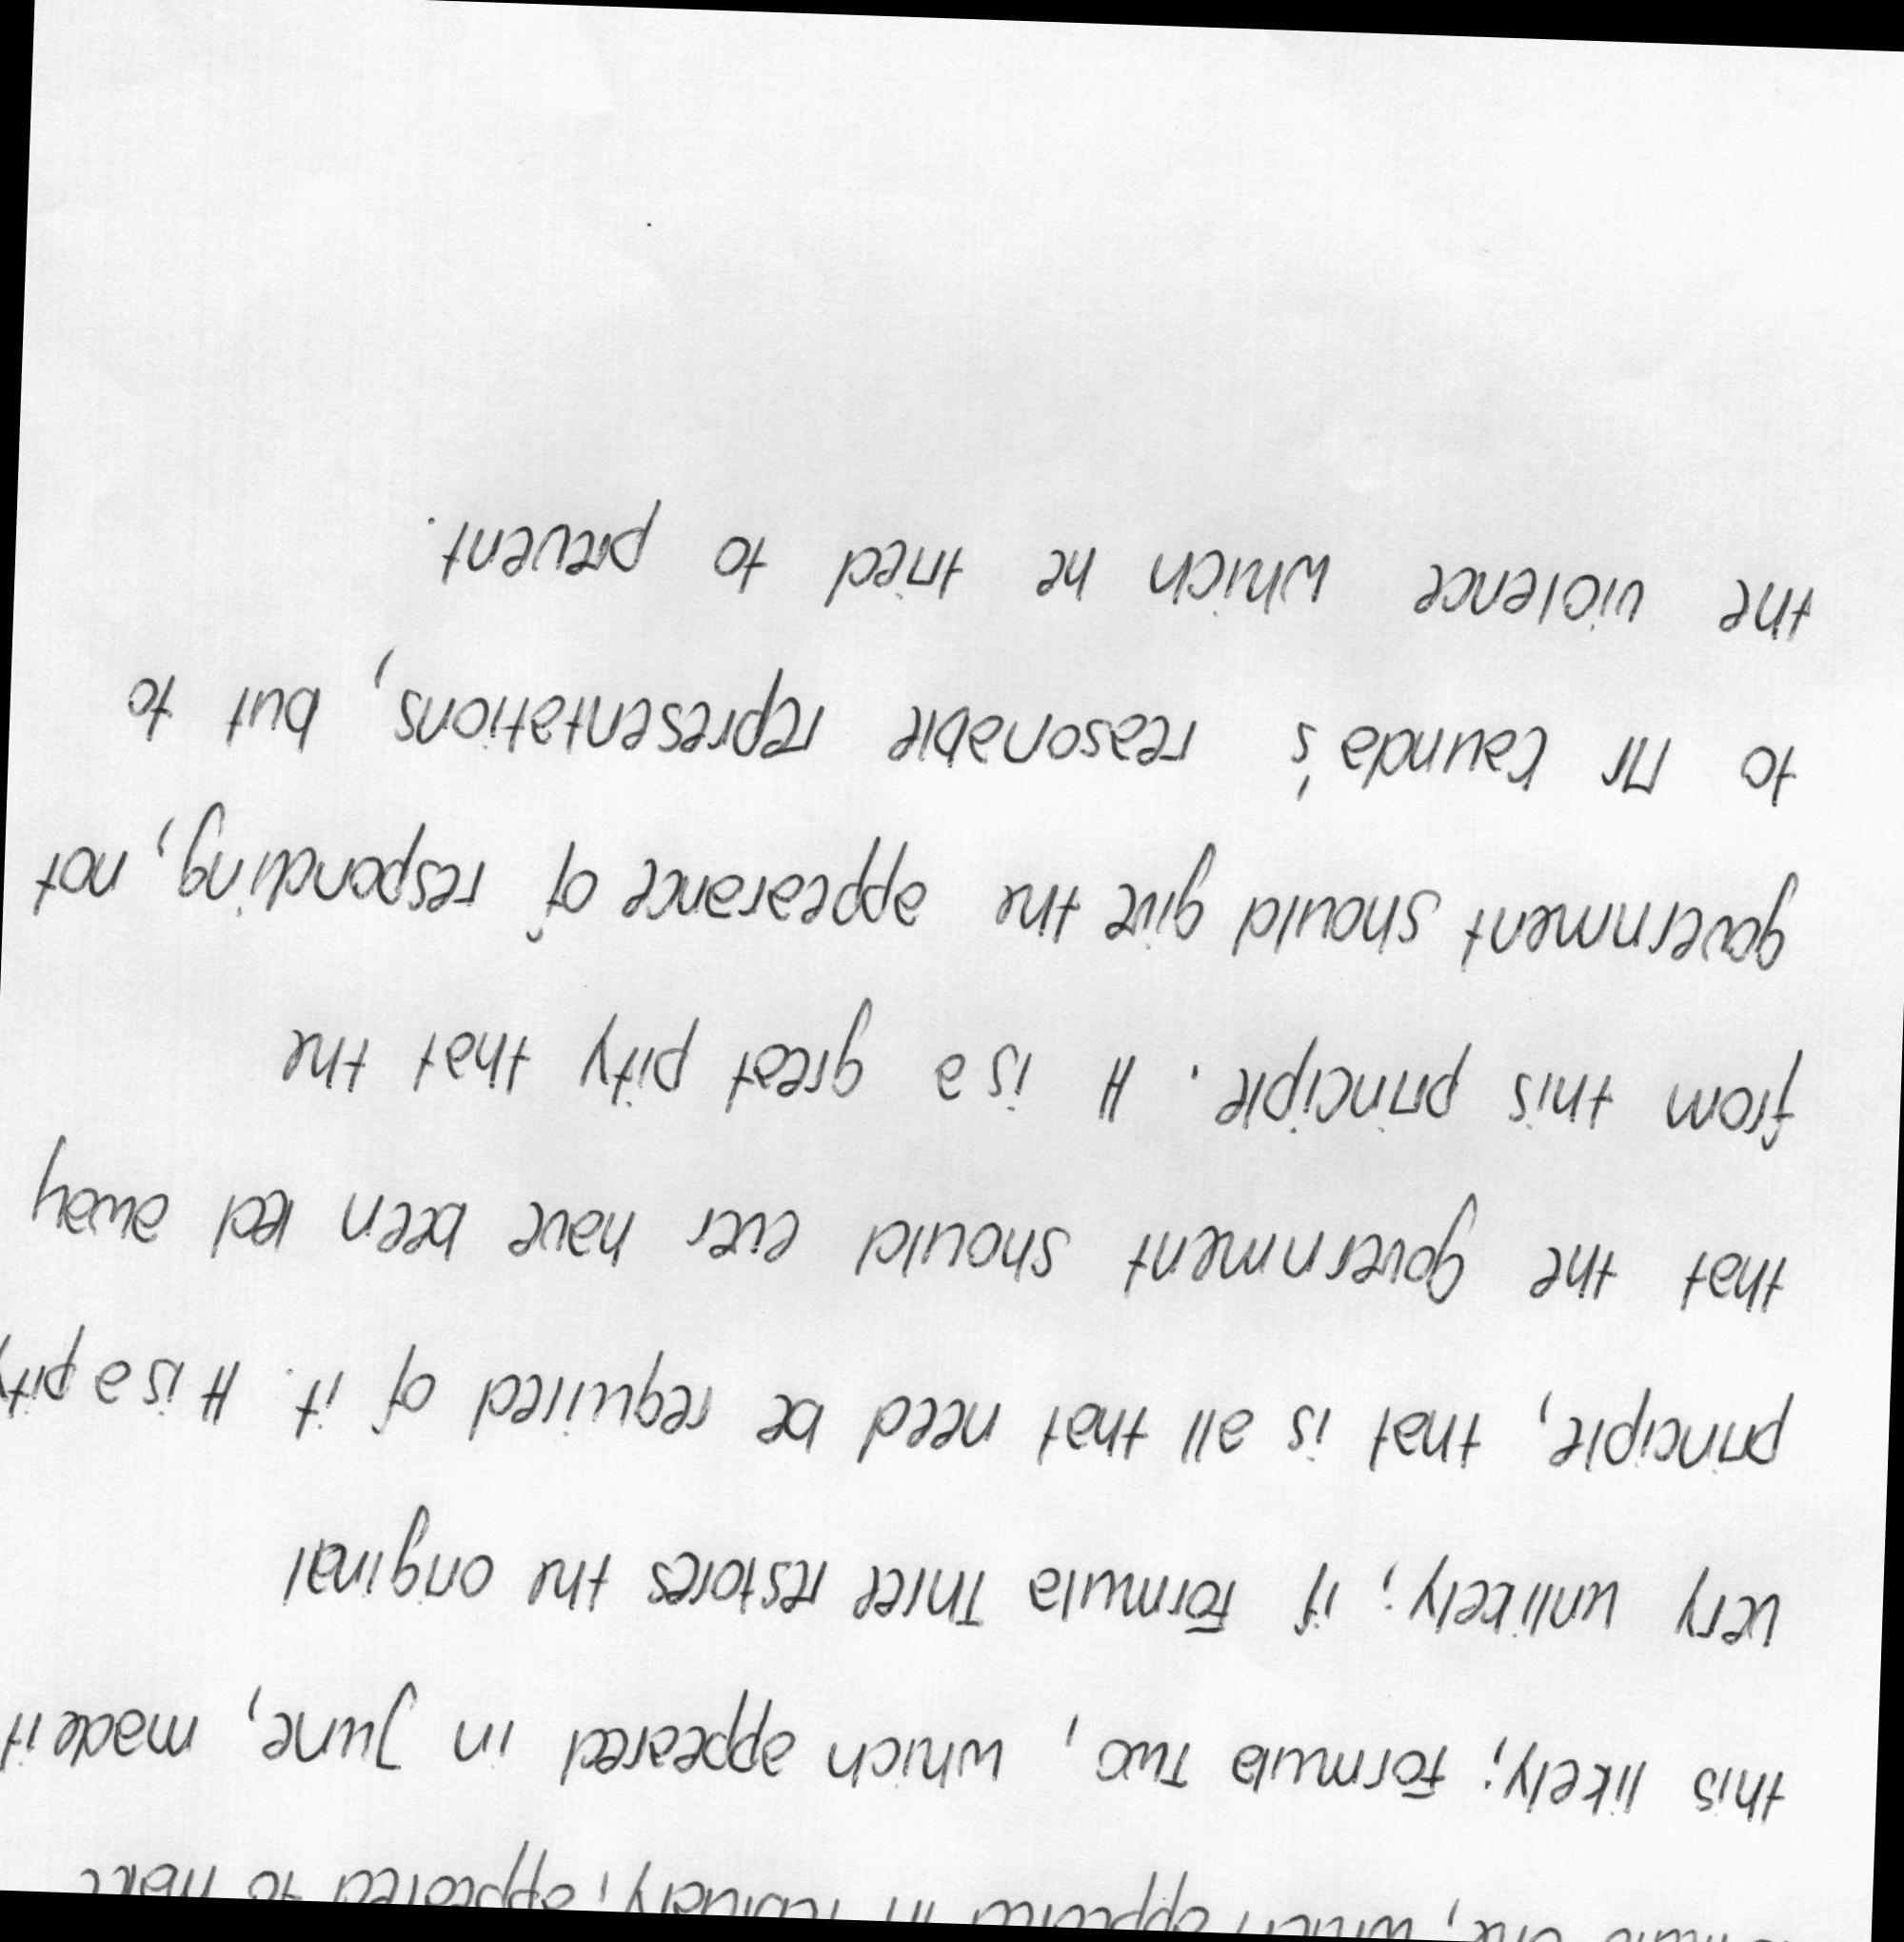 one, which appeared in February, appeared to make
this likely; Formula Two, which appeared in June, made it
very unlikely; if Formula Three restores the original
principle, that is all that need be required of it. It is a pity
that the government should ever have been led away
from this principle. It is a great pity that the
government should give the appearance of responding, not
to Mr Kaunda's reasonable representations, but to
the violence which he tried to prevent.